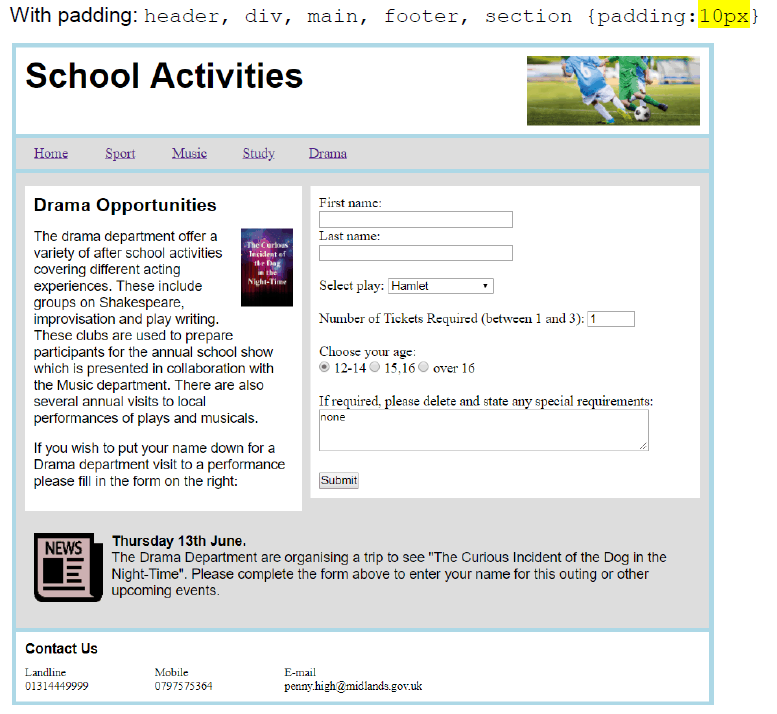 With padding: header, div, main, footer, section {padding:10px}
School Activities
Home Sport Music Study Drama
Drama Opportunities
The drama department offer a
variety of after school activities
covering different acting
experiences. These include
groups on Shakespeare,
improvisation and play writing.
These clubs are used to prepare
participants for the annual school show
which is presented in collaboration with
the Music department. There are also
several annual visits to local
performances of plays and musicals.
The Curious
Incident of
the Dog
in the
Night-Time
If you wish to put your name down for a
Drama department visit to a performance
please fill in the form on the right:
First name:
Last name:
Select play: Hamlet
Number of Tickets Required (between 1 and 3): 1
Choose your age:
12-14 15,16 over 16
If required, please delete and state any special requirements:
none
Submit
NEWS
Thursday 13th June.
The Drama Department are organising a trip to see "The Curious Incident of the Dog in the
Night-Time". Please complete the form above to enter your name for this outing or other
upcoming events.
Contact Us
Landline Mobile E-mail
01314449999 0797575364 penny.high@midlands.gov.uk